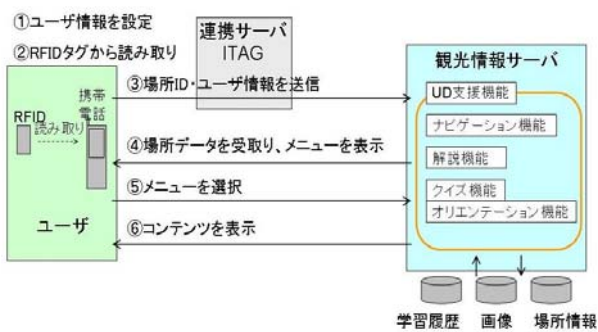 ①ユーザ情報を設定
②RFIDタグから読み取り
連携サーバ
ITAG
③場所ID・ユーザ情報を送信
携帯
電話
RFID
読み取り
ユーザ
④場所データを受取り、メニューを表示
⑤メニューを選択
⑥コンテンツを表示
観光情報サーバ
UD支援機能
ナビゲーション機能
解説機能
クイズ機能
オリエンテーション機能
学習履歴 画像 場所情報